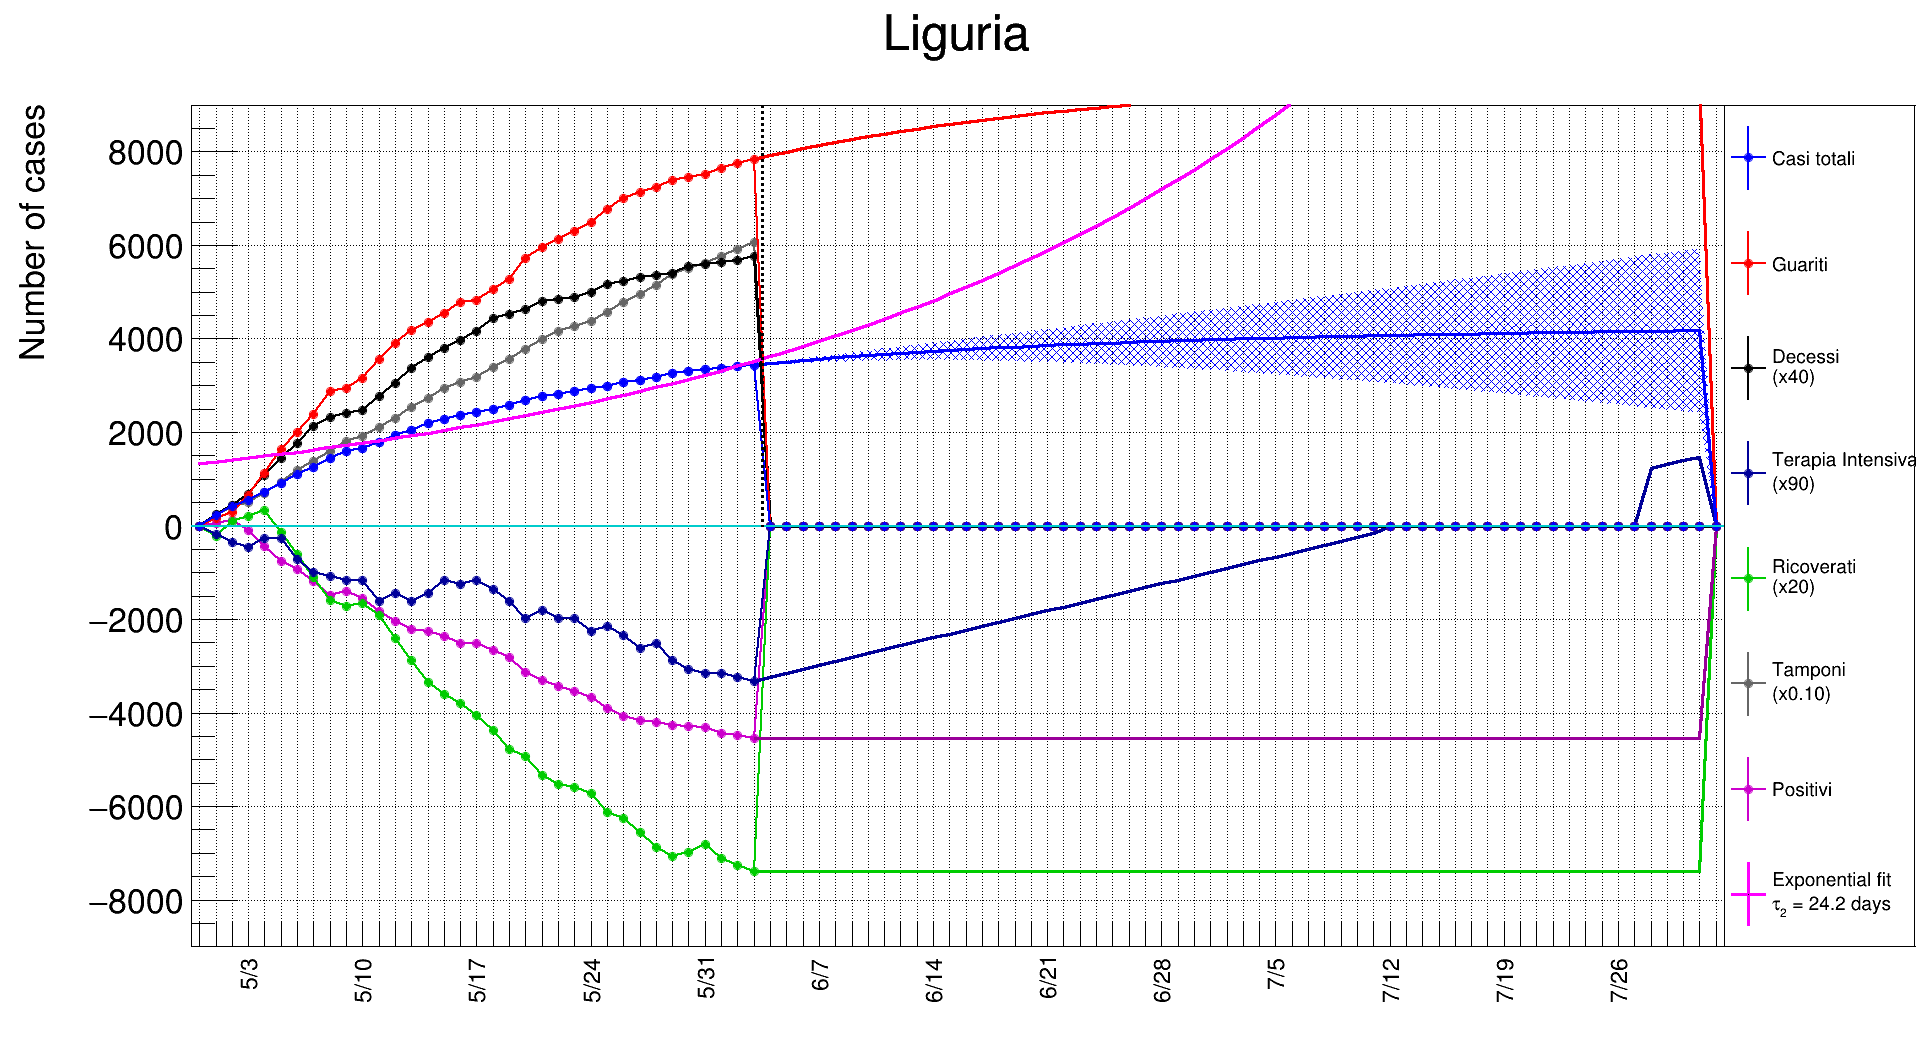 Liguria
Number of cases
8000
6000
4000
2000
0
−2000
−4000
−6000
−8000
5/3
5/10
5/17
5/24
5/31
6/7
6/14
6/21
6/28
7/5
7/12
7/19
7/26
Casi totali
Guariti
Decessi
(x40)
Terapia Intensiva
(x90)
Ricoverati
(x20)
Tamponi
(x0.10)
Positivi
Exponential fit
τ2 = 24.2 days